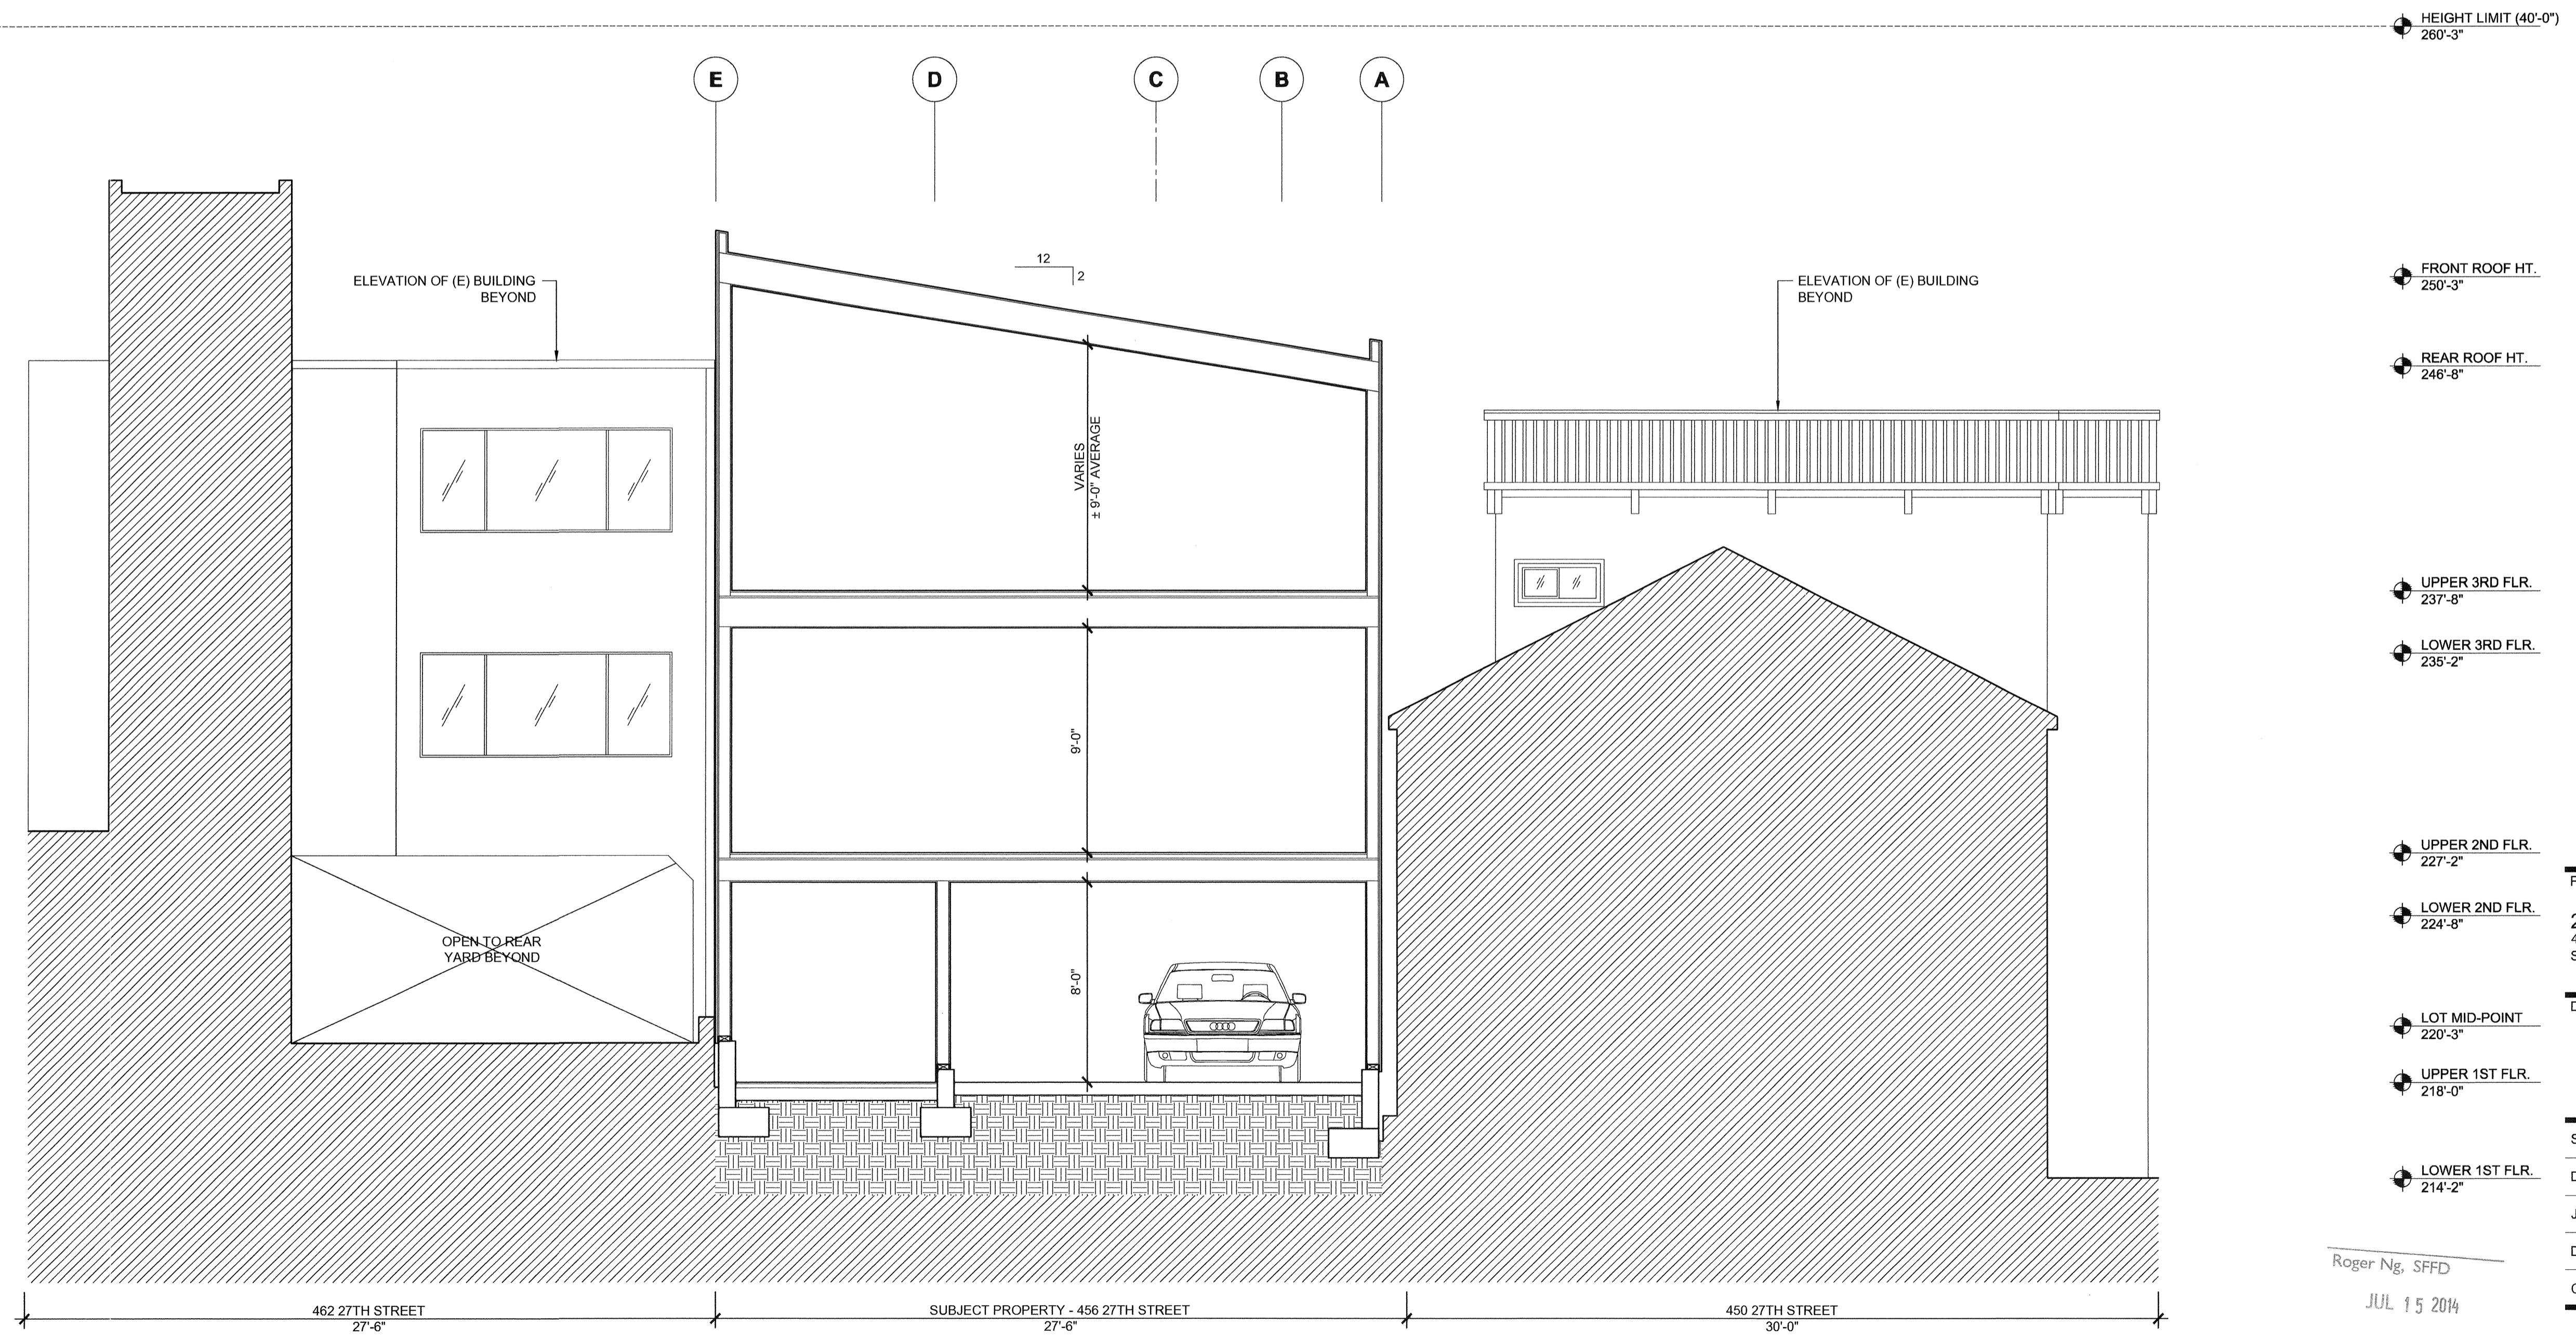 HEIGHT LIMIT (40'-0")
260'-3"
E
D
C
B
A
12
2
ELEVATION OF (E) BUILDING
BEYOND
ELEVATION OF (E) BUILDING
BEYOND
FRONT ROOF HT.
250'-3"
REAR ROOF HT.
246'-8"
VARIES
± 9'-0" AVERAGE
UPPER 3RD FLR.
237'-8"
LOWER 3RD FLR.
235'-2"
9'-0"
UPPER 2ND FLR.
227'-2"
LOWER 2ND FLR.
224'-8"
OPEN TO REAR
YARD BEYOND
8'-0"
LOT MID-POINT
220'-3"
UPPER 1ST FLR.
218'-0"
LOWER 1ST FLR.
214'-2"
Roger Ng, SFFD
JUL 15 2014
462 27TH STREET
27'-6"
SUBJECT PROPERTY - 456 27TH STREET
27'-6"
450 27TH STREET
30'-0"